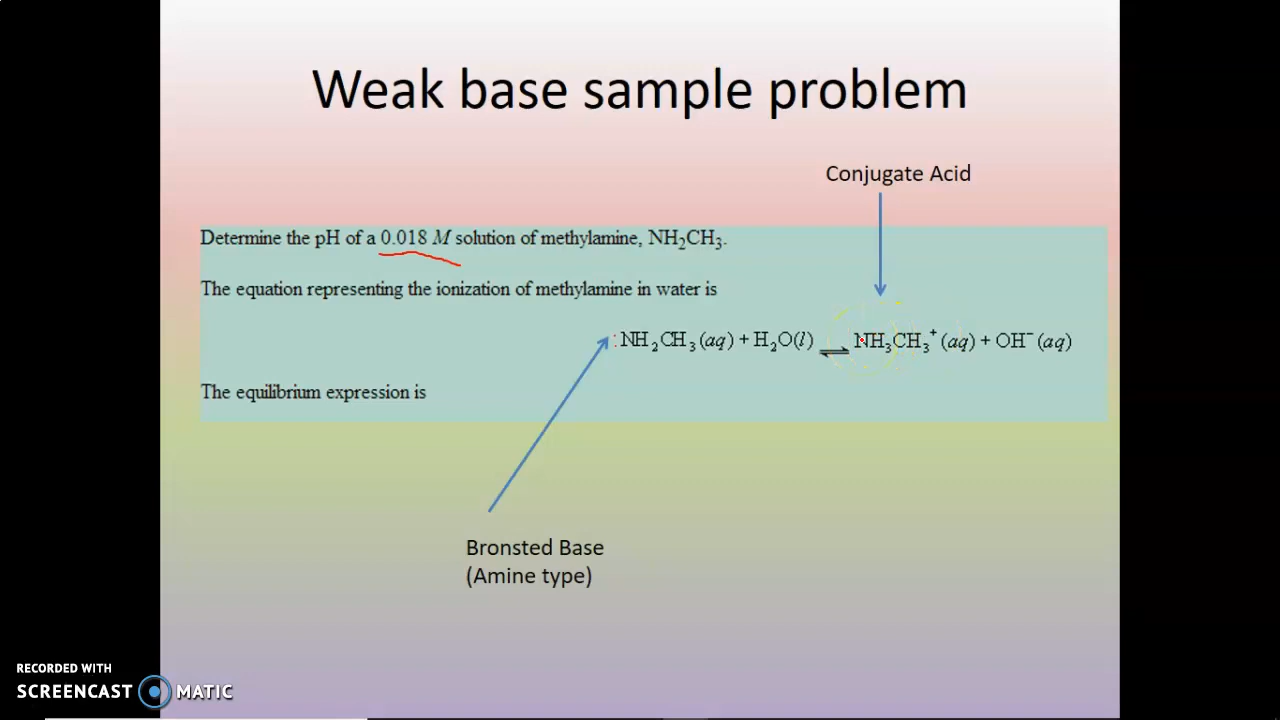 Weak base sample problem
Conjugate Acid
Determine the pH of a 0.018 M solution of methylamine, NH₂CH₃.
The equation representing the ionization of methylamine in water is
:NH₂CH₃(aq) + H₂O(l) ⇌ NH₃CH₃⁺(aq) + OH⁻(aq)
The equilibrium expression is
Bronsted Base
(Amine type)
RECORDED WITH
SCREENCAST MATIC